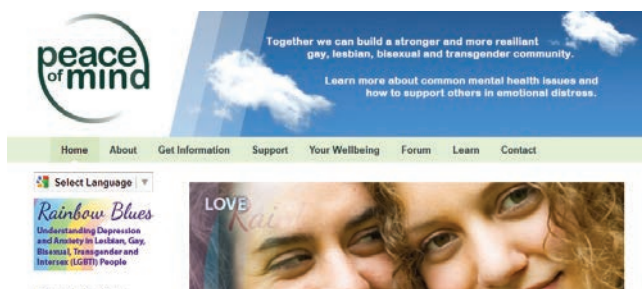 peace
of mind
Together we can build a stronger and more resiliant
gay, lesbian, bisexual and transgender community.
Learn more about common mental health issues and
how to support others in emotional distress.
Home About Get Information Support Your Wellbeing Forum Learn Contact
Select Language
Rainbow Blues
Understanding Depression
and Anxiety in Lesbian, Gay,
Bisexual, Transgender and
Intersex (LGBTI) People
LOVE
Rai